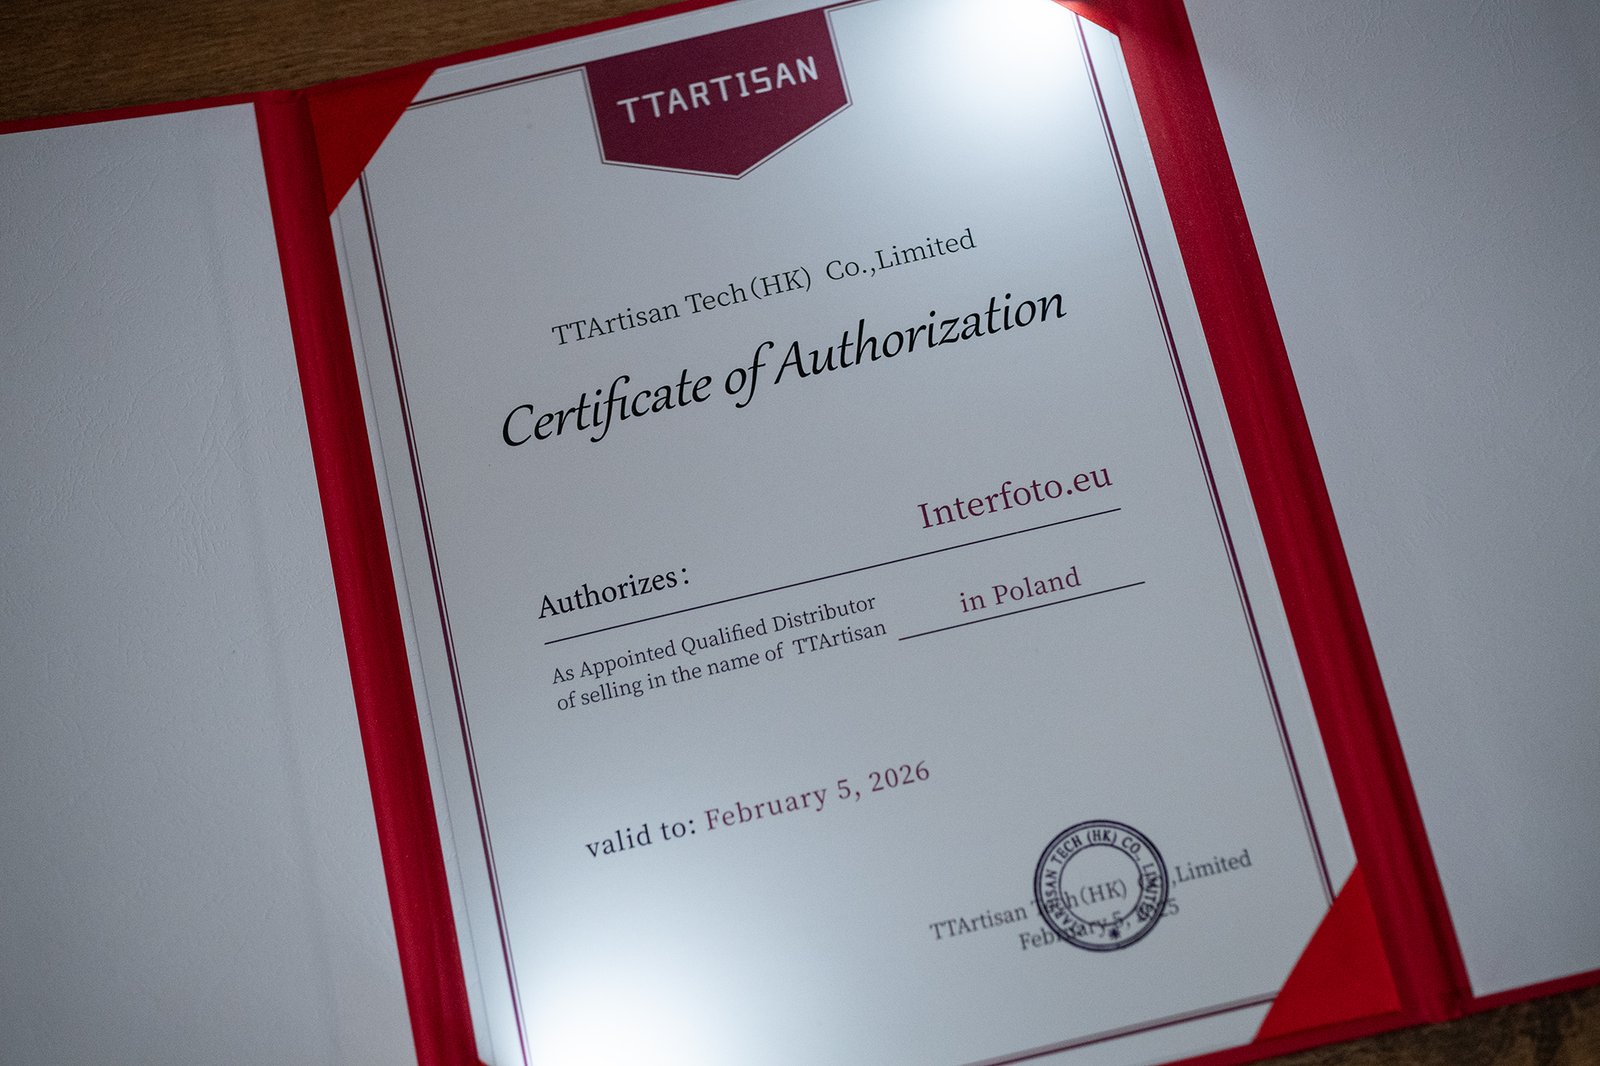 TTARTISAN
TTArtisan Tech(HK) Co.,Limited
Certificate of Authorization
Authorizes: Interfoto.eu
As Appointed Qualified Distributor
of selling in the name of TTArtisan in Poland
valid to: February 5, 2026
TTArtisan Tech(HK) Co.,Limited
February 5, 2025
TTARTISAN TECH (HK) CO., LIMITED